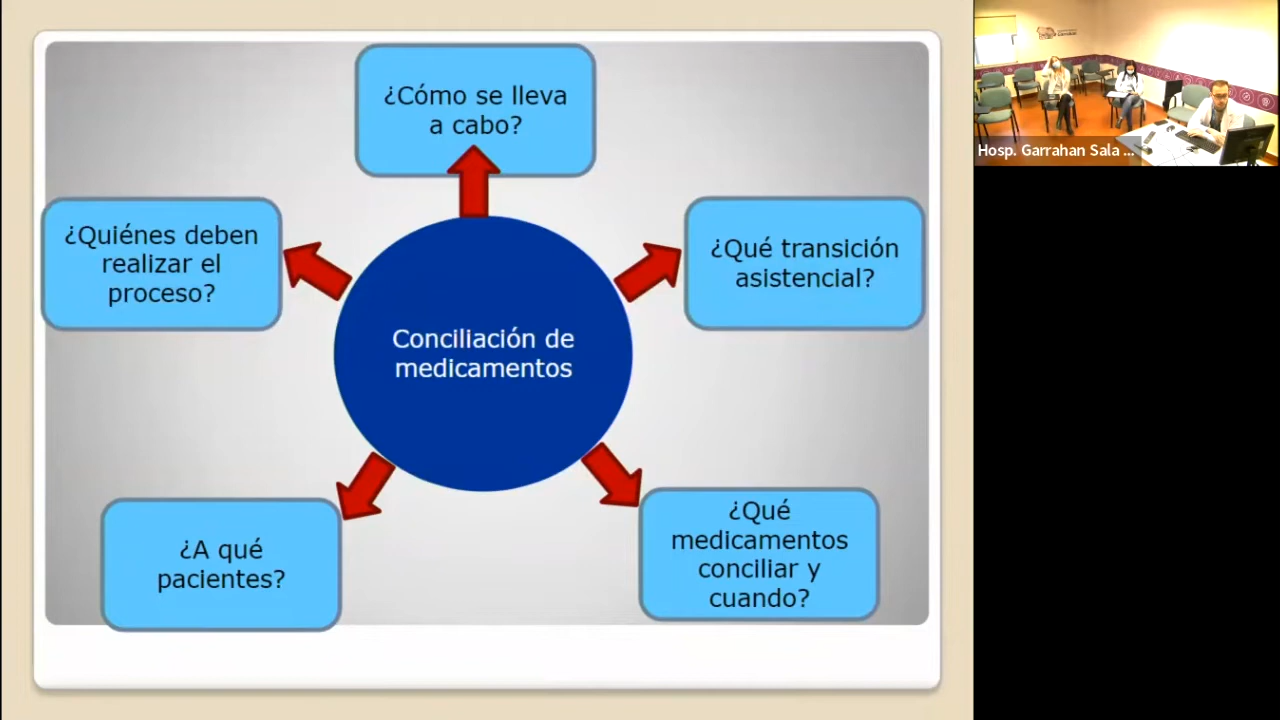 ¿Cómo se lleva
a cabo?
¿Quiénes deben
realizar el
proceso?
¿Qué transición
asistencial?
Conciliación de
medicamentos
¿A qué
pacientes?
¿Qué
medicamentos
conciliar y
cuando?
Hosp. Garrahan Sala ...